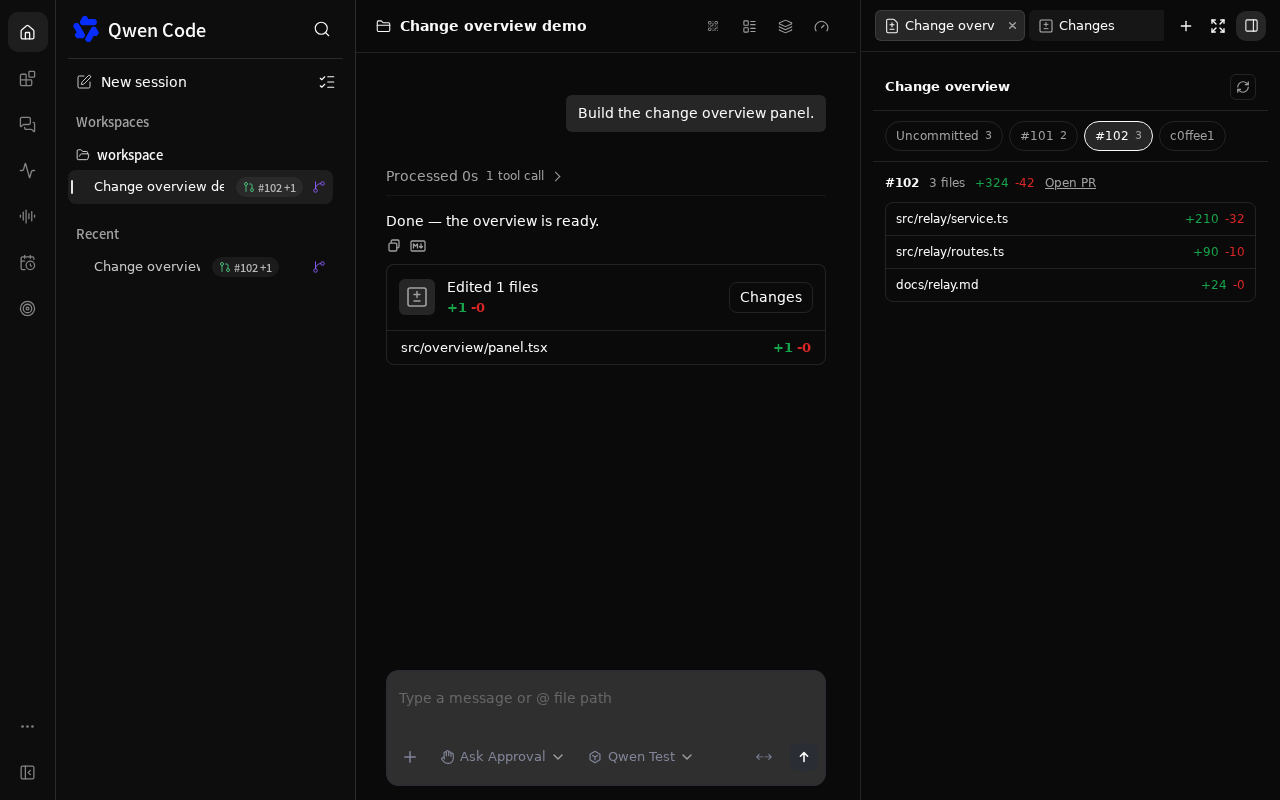 Qwen Code
New session
Workspaces
workspace
Change overview de
#102 +1
Recent
Change overview
#102 +1
Change overview demo
Build the change overview panel.
Processed 0s 1 tool call
Done — the overview is ready.
Edited 1 files
+1 -0
Changes
src/overview/panel.tsx +1 -0
Type a message or @ file path
Ask Approval
Qwen Test
Change overv
Changes
Change overview
Uncommitted 3
#101 2
#102 3
c0ffee1
#102 3 files +324 -42 Open PR
src/relay/service.ts +210 -32
src/relay/routes.ts +90 -10
docs/relay.md +24 -0